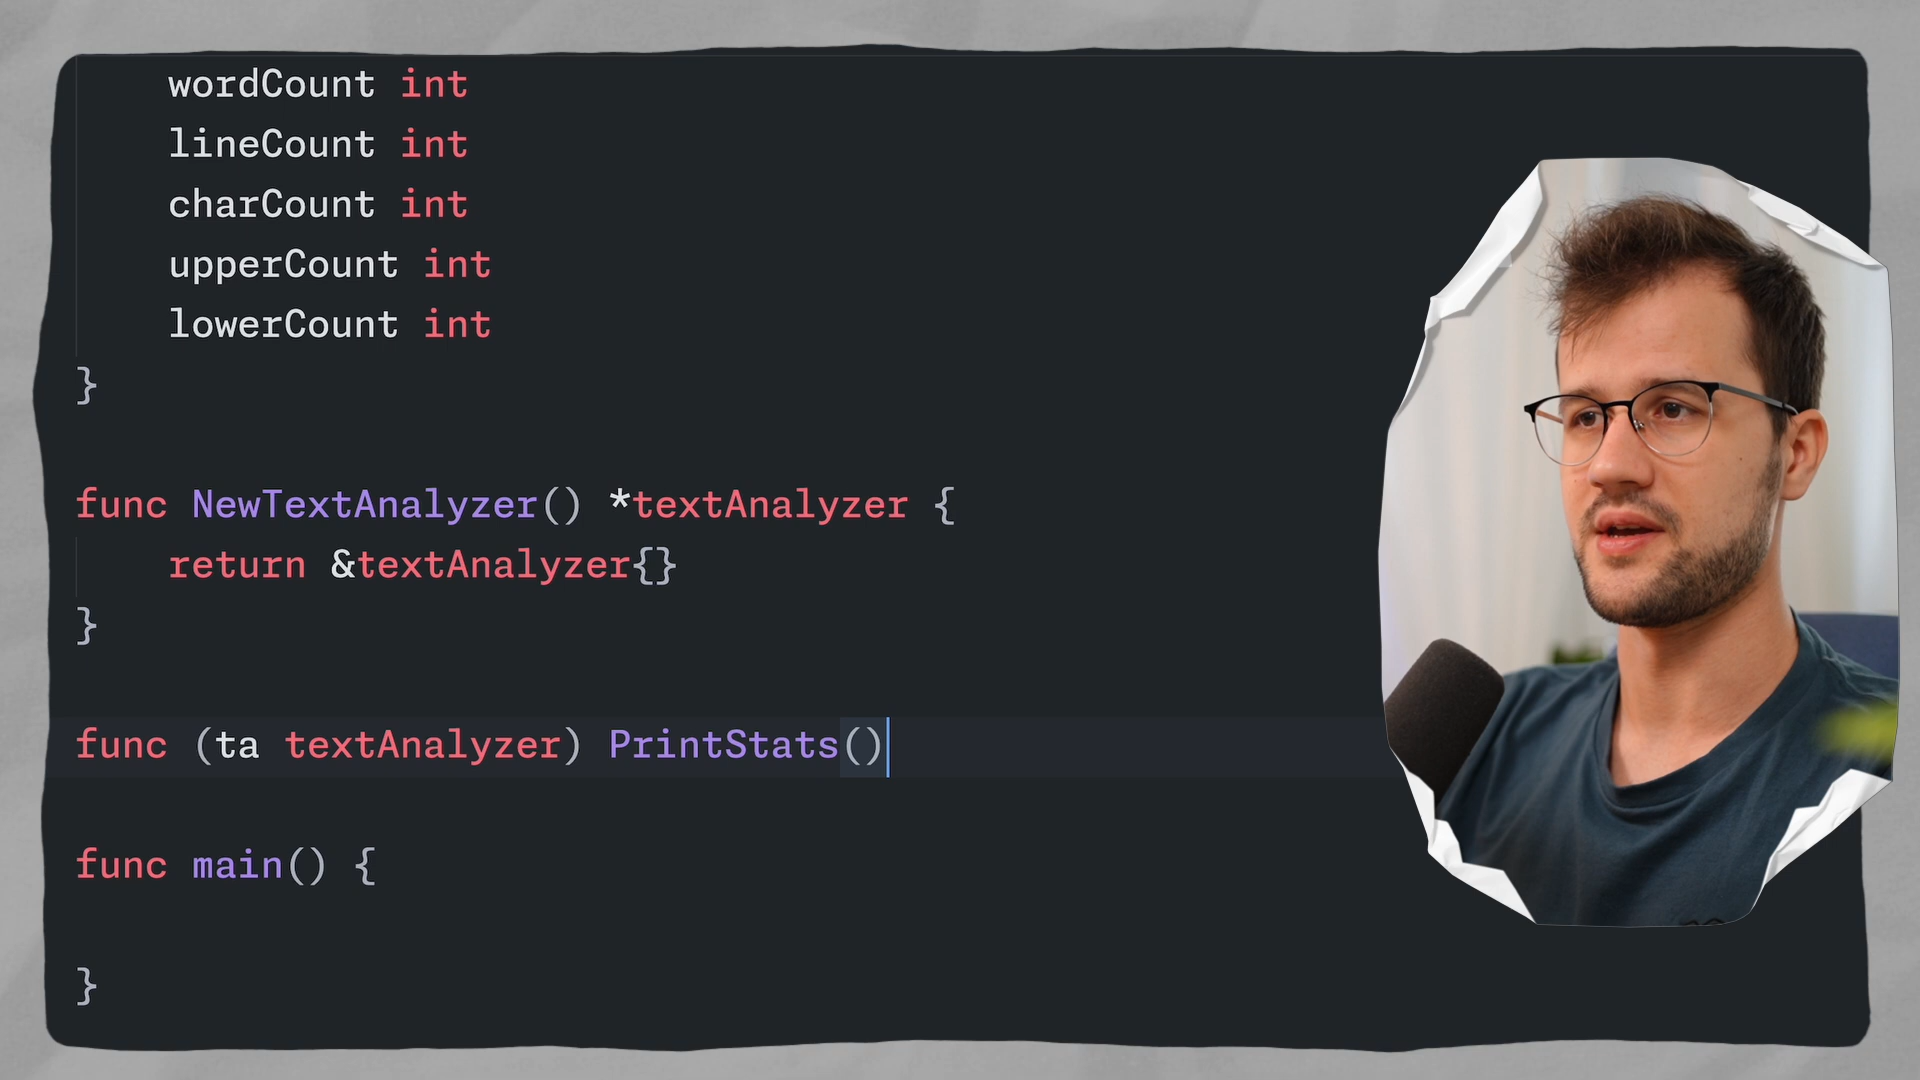 wordCount int
lineCount int
charCount int
upperCount int
lowerCount int
}
func NewTextAnalyzer() *textAnalyzer {
return &textAnalyzer{}
}
func (ta textAnalyzer) PrintStats()
func main() {
}